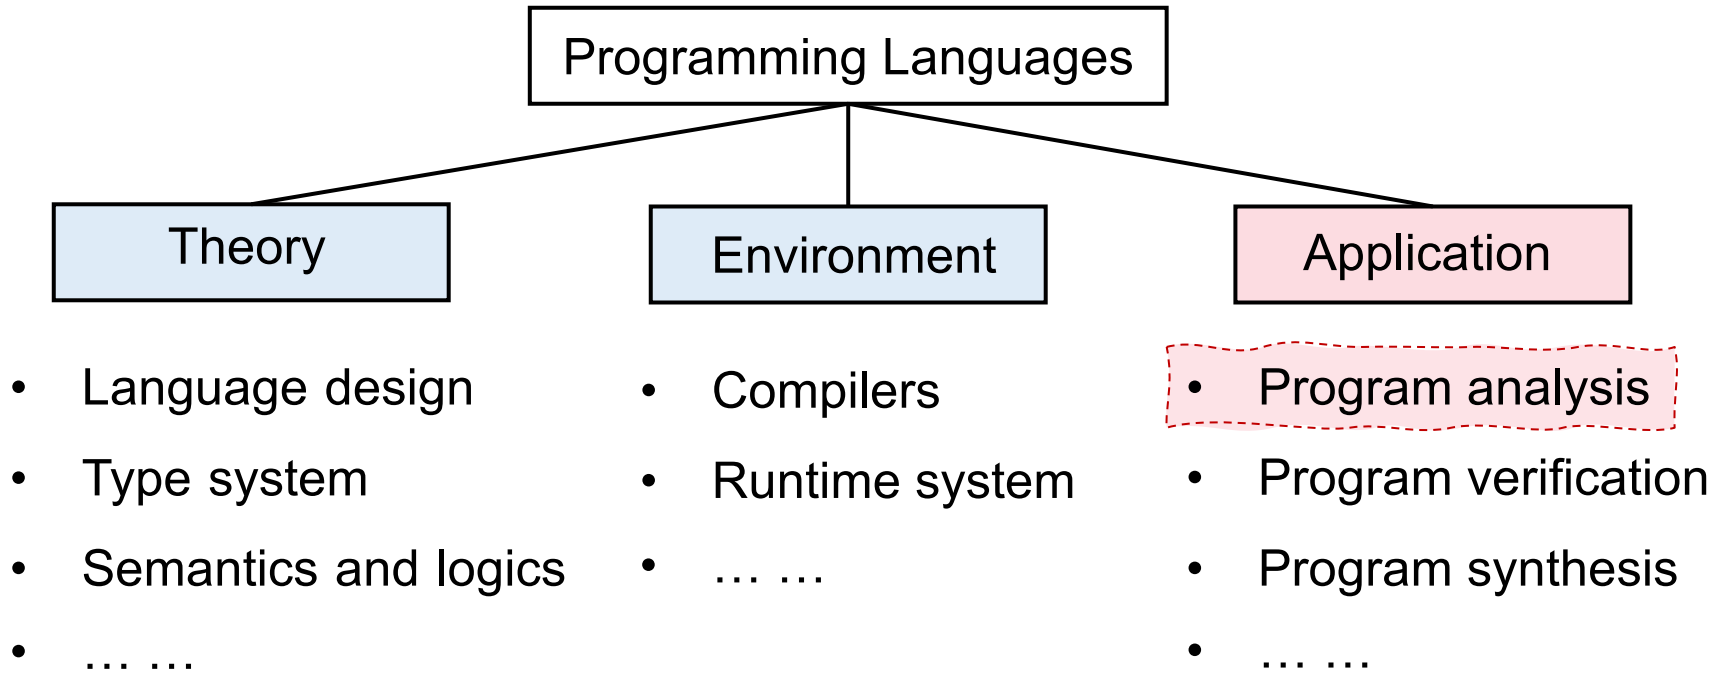 Programming Languages
Theory
Environment
Application
• Language design
• Type system
• Semantics and logics
• … …
• Compilers
• Runtime system
• … …
• Program analysis
• Program verification
• Program synthesis
• … …